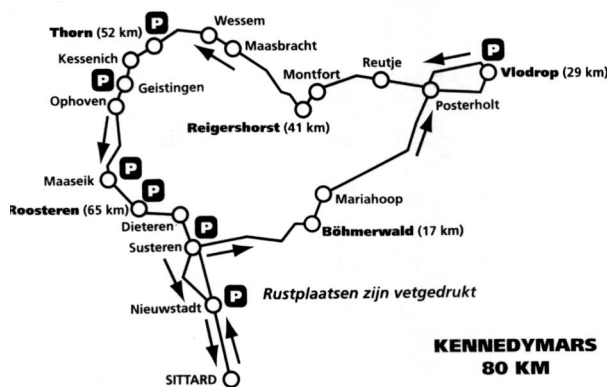 P
Wessem
Thorn (52 km)
Maasbracht
Kessenich
P
Geistingen
Ophoven
Montfort
Reutje
P
Vlodrop (29 km)
Posterholt
Reigershorst (41 km)
P
Maaseik
P
Roosteren (65 km)
Dieteren
Mariahoop
P
Susteren
Böhmerwald (17 km)
P
Nieuwstadt
Rustplaatsen zijn vetgedrukt
SITTARD
KENNEDYMARS
80 KM